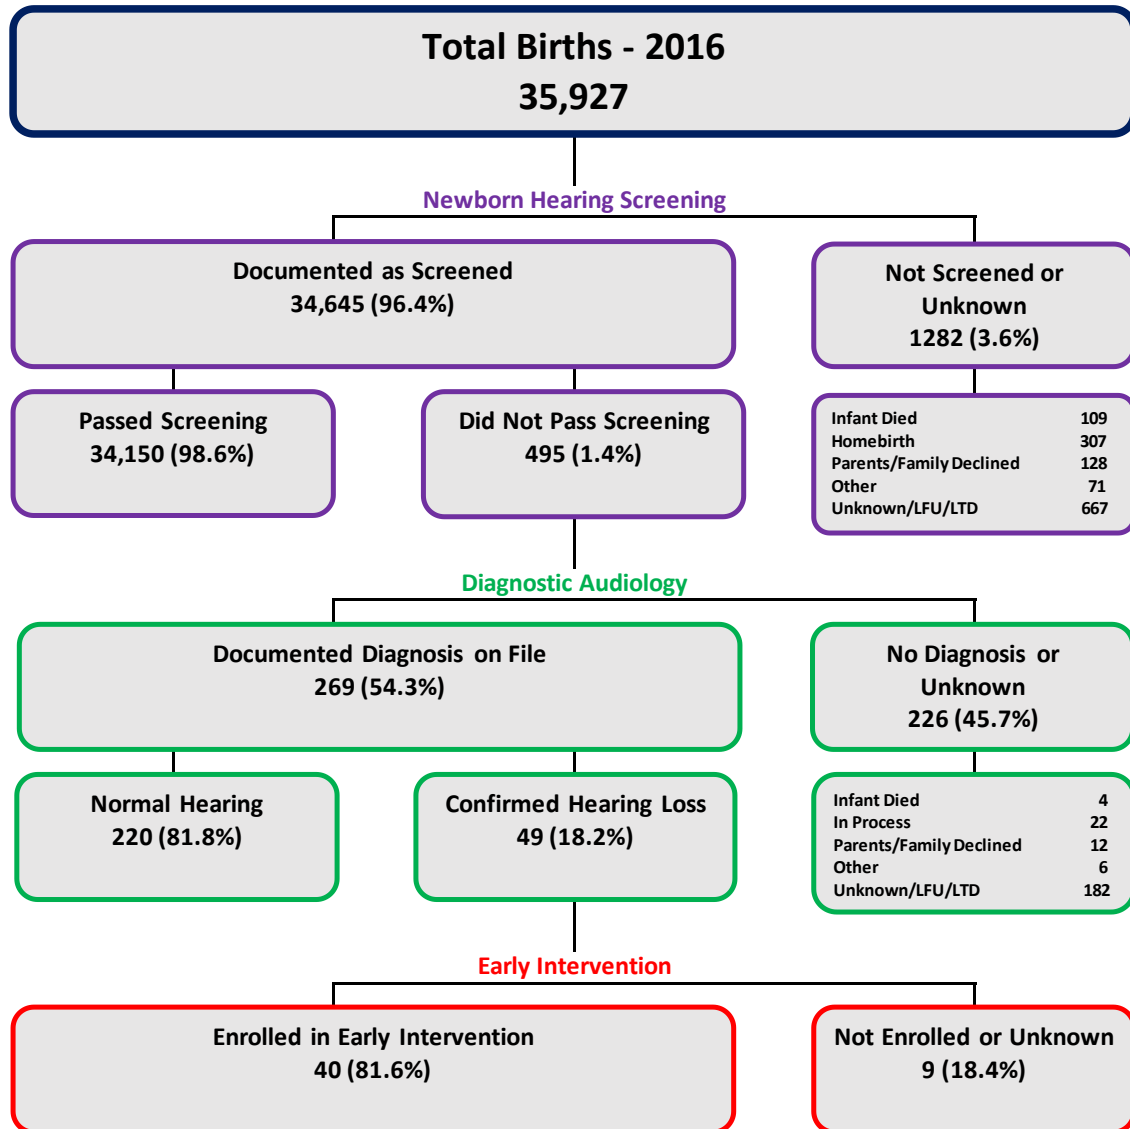 Total Births - 2016
35,927
Newborn Hearing Screening
Documented as Screened
34,645 (96.4%)
Not Screened or
Unknown
1282 (3.6%)
Passed Screening
34,150 (98.6%)
Did Not Pass Screening
495 (1.4%)
Infant Died 109
Homebirth 307
Parents/Family Declined 128
Other 71
Unknown/LFU/LTD 667
Diagnostic Audiology
Documented Diagnosis on File
269 (54.3%)
No Diagnosis or
Unknown
226 (45.7%)
Normal Hearing
220 (81.8%)
Confirmed Hearing Loss
49 (18.2%)
Infant Died 4
In Process 22
Parents/Family Declined 12
Other 6
Unknown/LFU/LTD 182
Early Intervention
Enrolled in Early Intervention
40 (81.6%)
Not Enrolled or Unknown
9 (18.4%)